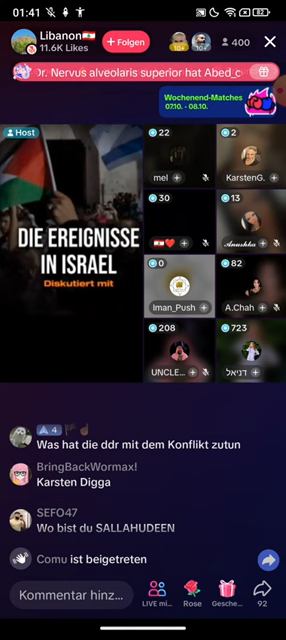 01:41
82
Libanon🇱🇧
11.6K Likes
+ Folgen
10+
10+
400
Dr. Nervus alveolaris superior hat Abed_c
Wochenend-Matches
07.10. - 08.10.
Host
DIE EREIGNISSE
IN ISRAEL
Diskutiert mit
22
mel
2
KarstenG.
30
🇱🇧❤️
13
Anushka
0
Iman_Push
82
A.Chah
208
UNCLE...
723
דניאל
4
Was hat die ddr mit dem Konflikt zutun
BringBackWormax!
Karsten Digga
SEFO47
Wo bist du SALLAHUDEEN
Comu ist beigetreten
Kommentar hinz...
LIVE mi...
Rose
Gesche...
92